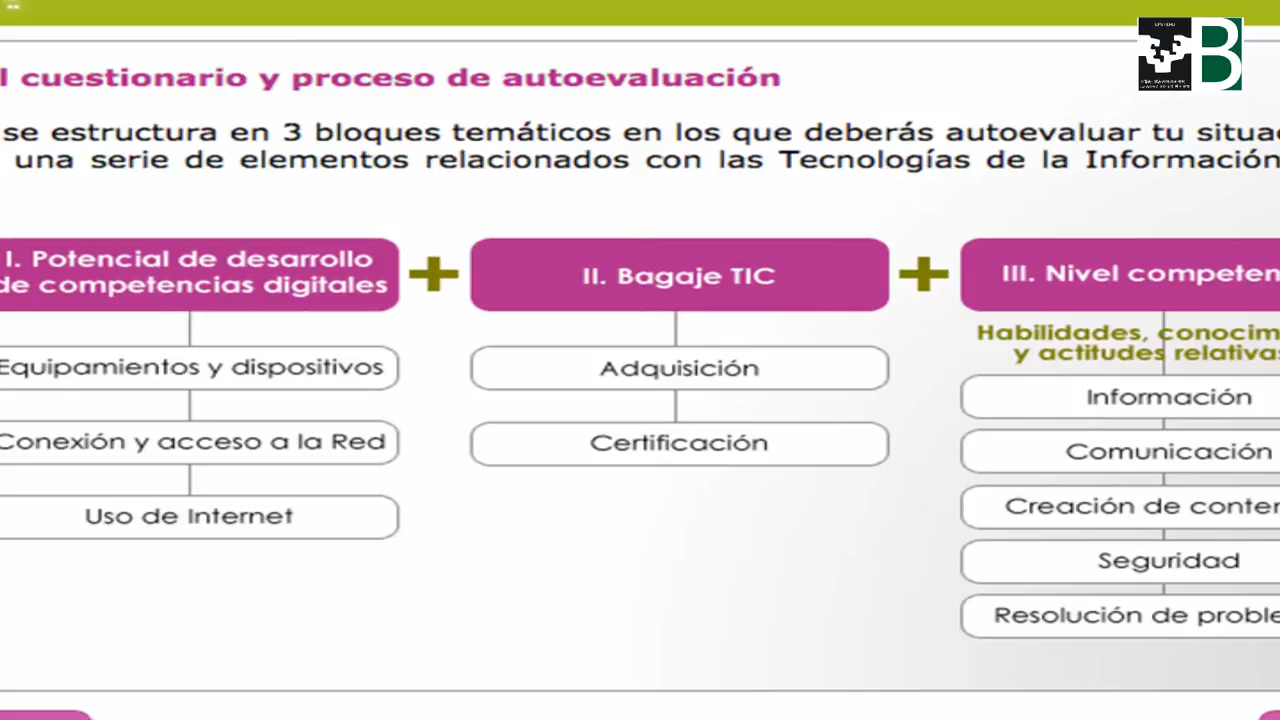 l cuestionario y proceso de autoevaluación
se estructura en 3 bloques temáticos en los que deberás autoevaluar tu situa
una serie de elementos relacionados con las Tecnologías de la Información
I. Potencial de desarrollo
de competencias digitales
Equipamientos y dispositivos
Conexión y acceso a la Red
Uso de Internet
+
II. Bagaje TIC
Adquisición
Certificación
+
III. Nivel competen
Habilidades, conocim
y actitudes relativas
Información
Comunicación
Creación de conten
Seguridad
Resolución de proble
B